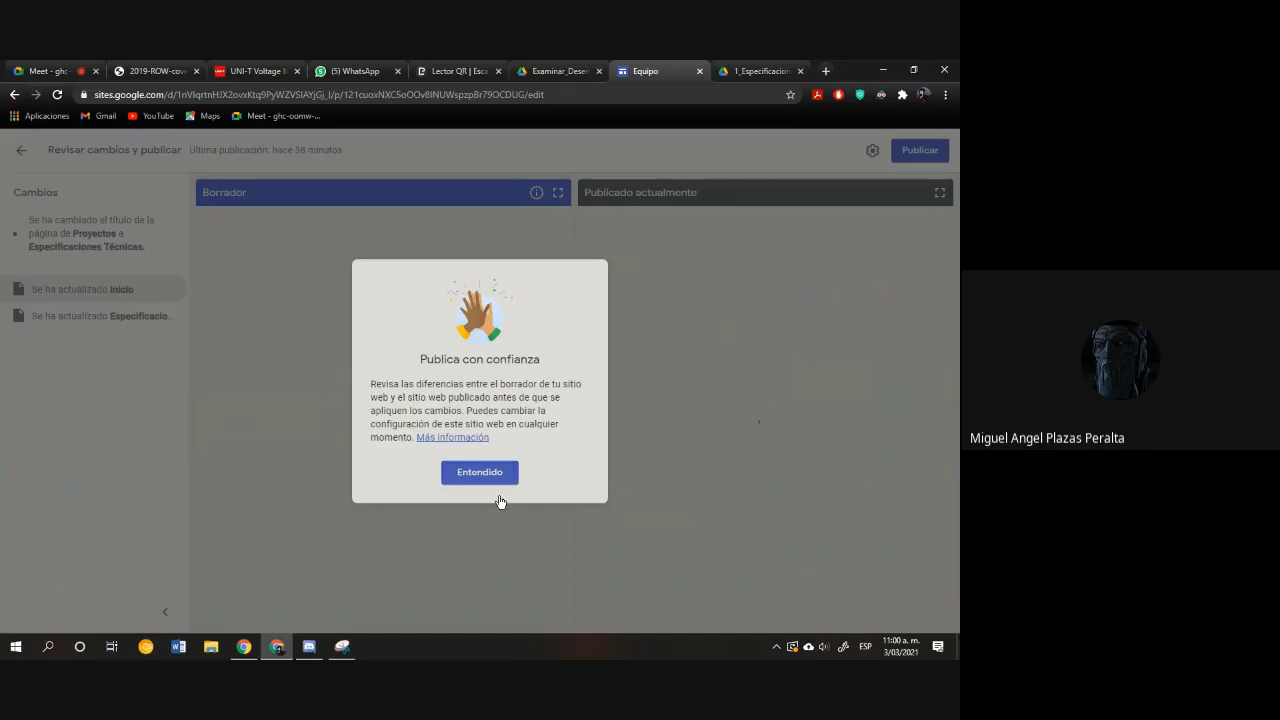 Meet - ghc-
2019-ROW-cov
UNI-T Voltage M
(5) WhatsApp
Lector QR | Esca
Examinar_Deser
Equipo
1_Especificacion
sites.google.com/d/1nVIqrtnHJX2ovxKtq9PyWZVSIAYjGj_I/p/121cuoxNXC5oOOv8lNUWspzpBr79OCDUG/edit
Aplicaciones
Gmail
YouTube
Maps
Meet - ghc-oomw-...
Revisar cambios y publicar
Última publicación: hace 38 minutos
Publicar
Cambios
Borrador
Publicado actualmente
Se ha cambiado el título de la
página de Proyectos a
Especificaciones Técnicas.
Se ha actualizado Inicio
Se ha actualizado Especificacio...
Publica con confianza
Revisa las diferencias entre el borrador de tu sitio
web y el sitio web publicado antes de que se
apliquen los cambios. Puedes cambiar la
configuración de este sitio web en cualquier
momento. Más información
Entendido
Miguel Angel Plazas Peralta
ESP
11:00 a. m.
3/03/2021